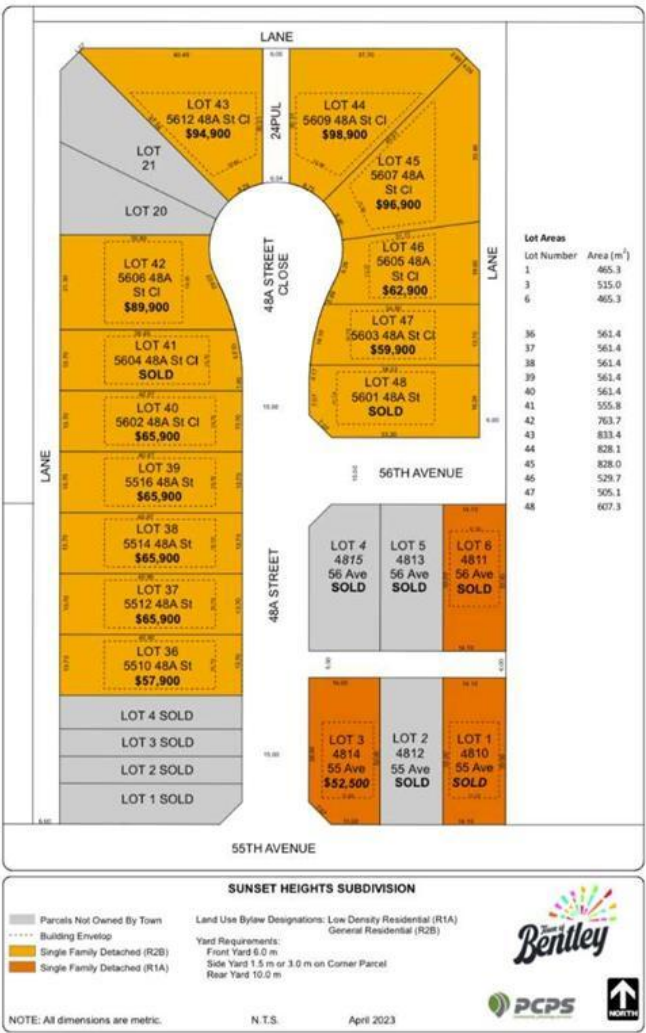 LANE
LOT 43
5612 48A St Cl
$94,900
24PUL
LOT 44
5609 48A St Cl
$98,900
LOT
21
LOT 45
5607 48A
St Cl
$96,900
LOT 20
LOT 42
5606 48A
St Cl
$89,900
48A STREET
CLOSE
LOT 46
5605 48A
St Cl
$62,900
LANE
LOT 47
5603 48A St Cl
$59,900
LOT 41
5604 48A St Cl
SOLD
LOT 48
5601 48A St
SOLD
LOT 40
5602 48A St Cl
$65,900
LANE
LOT 39
5516 48A St
$65,900
56TH AVENUE
LOT 38
5514 48A St
$65,900
48A STREET
LOT 37
5512 48A St
$65,900
LOT 36
5510 48A St
$57,900
LOT 4
4815
56 Ave
SOLD
LOT 5
4813
56 Ave
SOLD
LOT 6
4811
56 Ave
SOLD
LOT 4 SOLD
LOT 3 SOLD
LOT 2 SOLD
LOT 1 SOLD
LOT 3
4814
55 Ave
$52,500
LOT 2
4812
55 Ave
SOLD
LOT 1
4810
55 Ave
SOLD
55TH AVENUE
Lot Areas
Lot Number Area (m²)
1 465.3
3 515.0
6 465.3
36 561.4
37 561.4
38 561.4
39 561.4
40 561.4
41 555.8
42 763.7
43 833.4
44 828.1
45 828.0
46 529.7
47 505.1
48 607.3
SUNSET HEIGHTS SUBDIVISION
Parcels Not Owned By Town
Building Envelop
Single Family Detached (R2B)
Single Family Detached (R1A)
Land Use Bylaw Designations: Low Density Residential (R1A)
General Residential (R2B)
Yard Requirements:
Front Yard 6.0 m
Side Yard 1.5 m or 3.0 m on Corner Parcel
Rear Yard 10.0 m
Town of
Bentley
PCPS
NORTH
NOTE: All dimensions are metric.
N.T.S.
April 2023